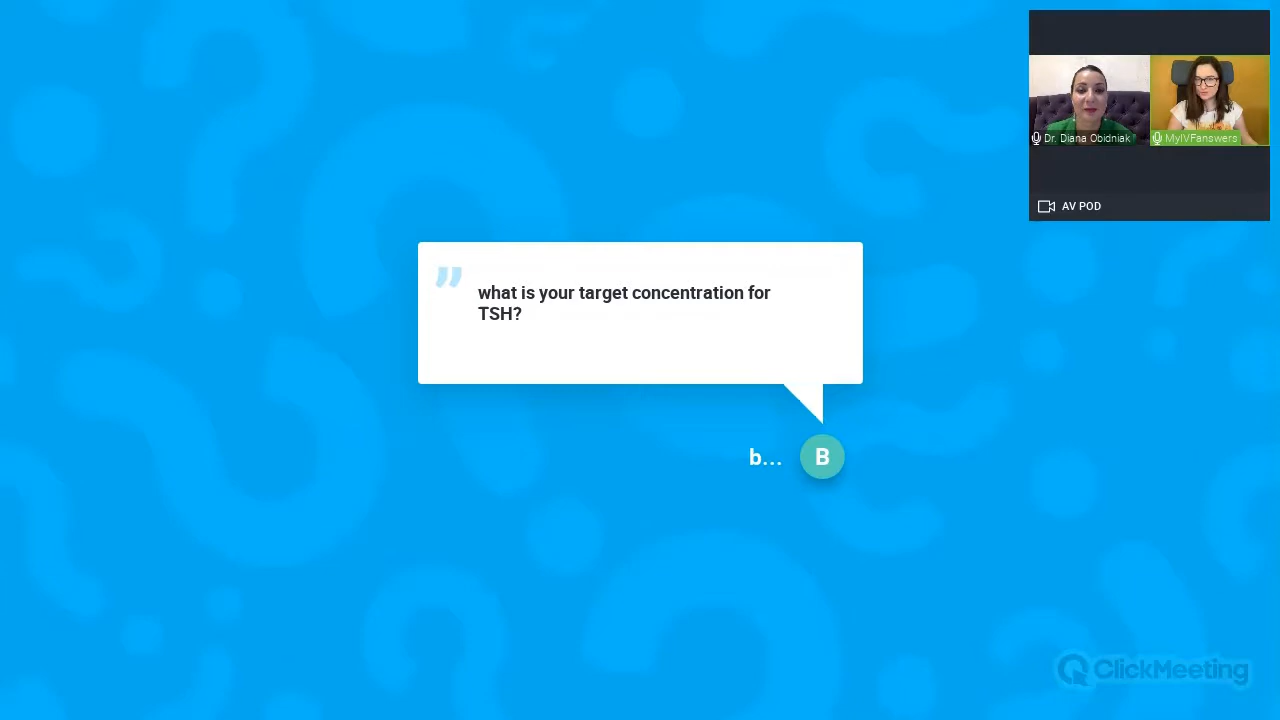 Dr. Diana Obidniak
MyIVFanswers
AV POD
”
what is your target concentration for
TSH?
b...
B
ClickMeeting